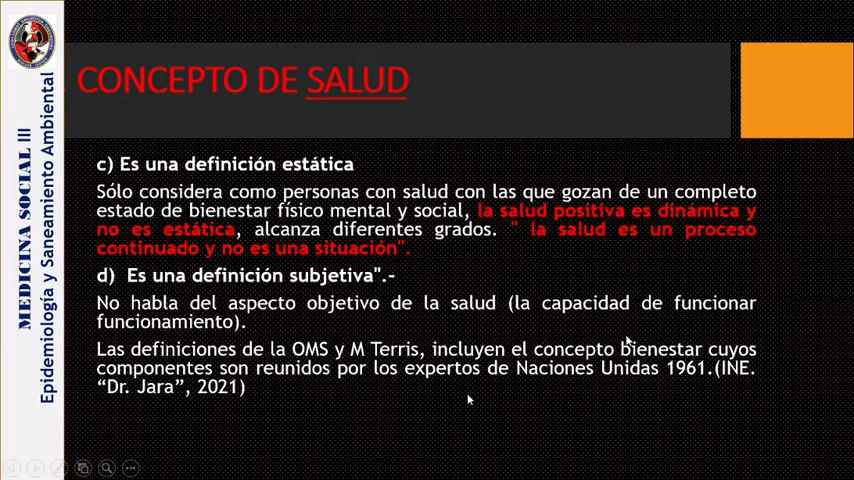 MEDICINA SOCIAL III
Epidemiología y Saneamiento Ambiental
CONCEPTO DE SALUD
c) Es una definición estática
Sólo considera como personas con salud con las que gozan de un completo
estado de bienestar físico mental y social, la salud positiva es dinámica y
no es estática, alcanza diferentes grados. " la salud es un proceso
continuado y no es una situación".
d) Es una definición subjetiva".-
No habla del aspecto objetivo de la salud (la capacidad de funcionar
funcionamiento).
Las definiciones de la OMS y M Terris, incluyen el concepto bienestar cuyos
componentes son reunidos por los expertos de Naciones Unidas 1961.(INE.
“Dr. Jara”, 2021)